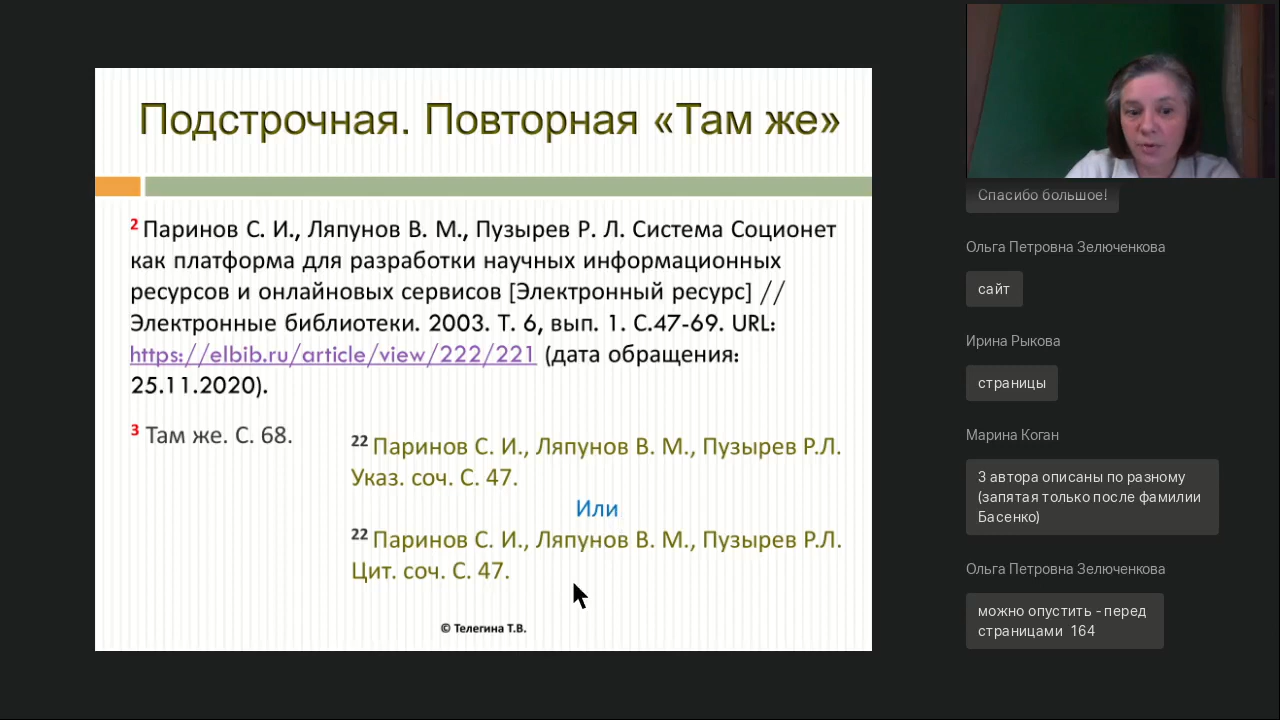 Подстрочная. Повторная «Там же»
2 Паринов С. И., Ляпунов В. М., Пузырев Р. Л. Система Соционет
как платформа для разработки научных информационных
ресурсов и онлайновых сервисов [Электронный ресурс] //
Электронные библиотеки. 2003. Т. 6, вып. 1. С.47-69. URL:
https://elbib.ru/article/view/222/221 (дата обращения:
25.11.2020).
3 Там же. С. 68.
22 Паринов С. И., Ляпунов В. М., Пузырев Р.Л.
Указ. соч. С. 47.
Или
22 Паринов С. И., Ляпунов В. М., Пузырев Р.Л.
Цит. соч. С. 47.
© Телегина Т.В.
Спасибо большое!
Ольга Петровна Зелюченкова
сайт
Ирина Рыкова
страницы
Марина Коган
3 автора описаны по разному
(запятая только после фамилии
Басенко)
Ольга Петровна Зелюченкова
можно опустить - перед
страницами 164